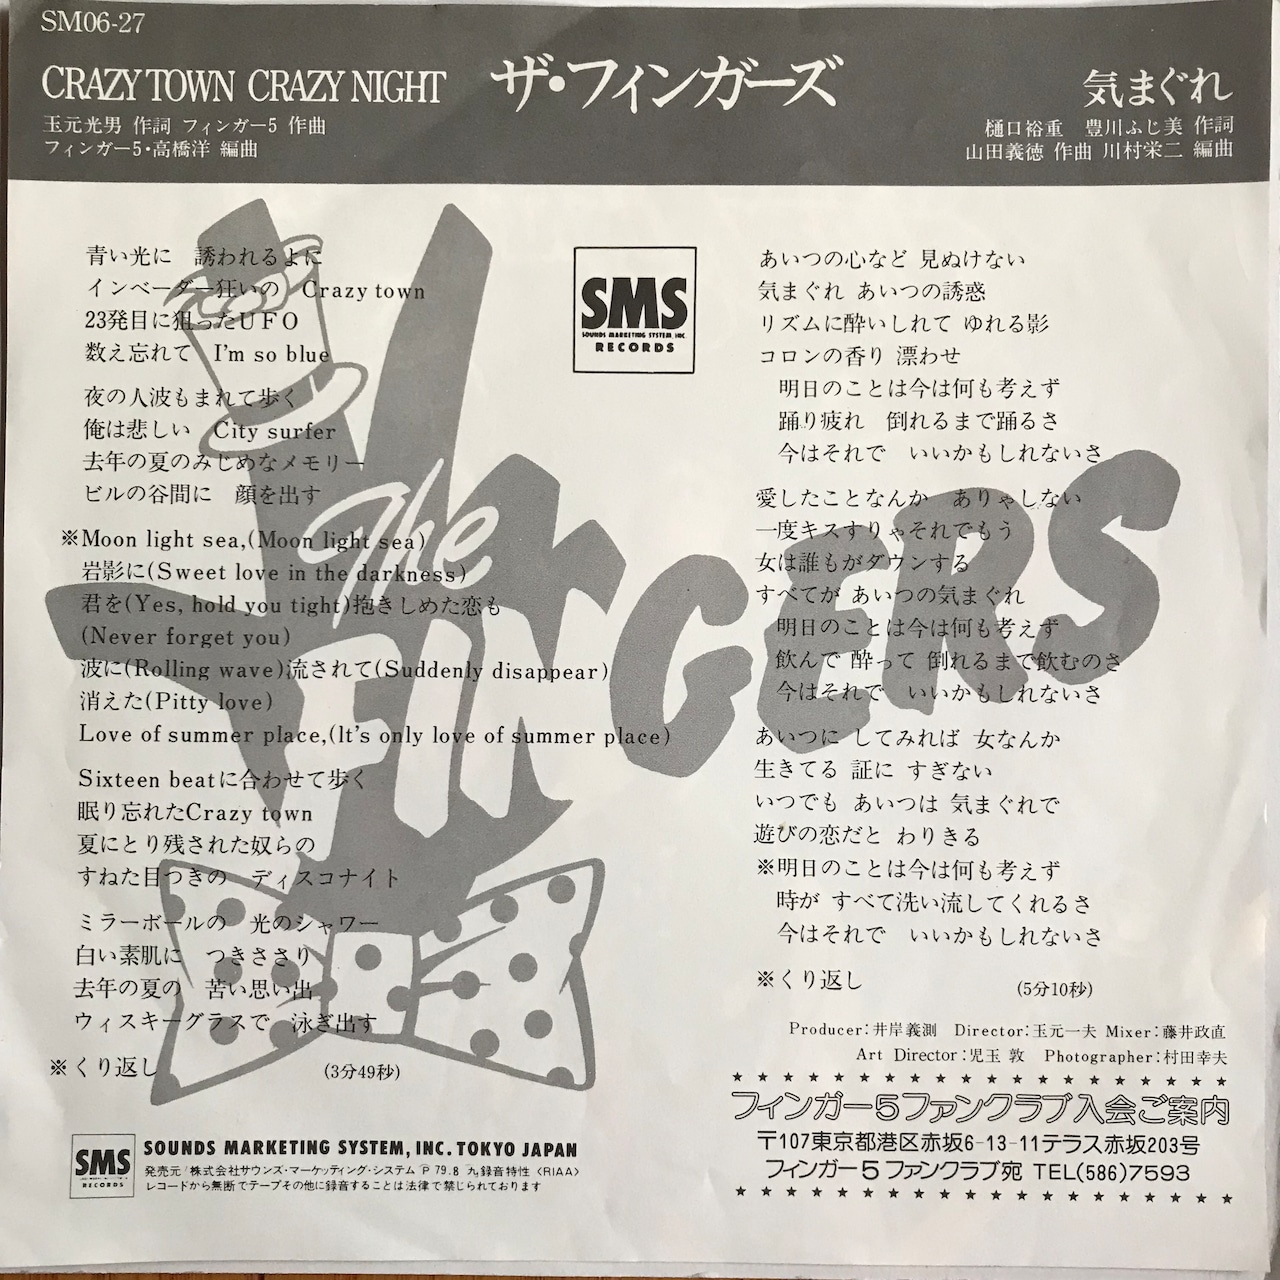 SM06-27
CRAZY TOWN CRAZY NIGHT ザ・フィンガーズ 気まぐれ
玉元光男 作詞 フィンガー5 作曲
フィンガー5・高橋洋 編曲
樋口裕重 豊川ふじ美 作詞
山田義徳 作曲 川村栄二 編曲
青い光に 誘われるよに
インベーダー狂いの Crazy town
23発目に狙ったUFO
数え忘れて I'm so blue
夜の人波もまれて歩く
俺は悲しい City surfer
去年の夏のみじめなメモリー
ビルの谷間に 顔を出す
※Moon light sea,(Moon light sea)
岩影に(Sweet love in the darkness)
君を(Yes, hold you tight)抱きしめた恋も
(Never forget you)
波に(Rolling wave)流されて(Suddenly disappear)
消えた(Pitty love)
Love of summer place,(It's only love of summer place)
Sixteen beatに合わせて歩く
眠り忘れたCrazy town
夏にとり残された奴らの
すねた目つきの ディスコナイト
ミラーボールの 光のシャワー
白い素肌に つきささり
去年の夏の 苦い思い出
ウィスキーグラスで 泳ぎ出す
※くり返し (3分49秒)
The FINGERS
SMS
SOUNDS MARKETING SYSTEM, INC.
RECORDS
あいつの心など 見ぬけない
気まぐれ あいつの誘惑
リズムに酔いしれて ゆれる影
コロンの香り 漂わせ
明日のことは今は何も考えず
踊り疲れ 倒れるまで踊るさ
今はそれで いいかもしれないさ
愛したことなんか ありゃしない
一度キスすりゃそれでもう
女は誰もがダウンする
すべてが あいつの気まぐれ
明日のことは今は何も考えず
飲んで 酔って 倒れるまで飲むのさ
今はそれで いいかもしれないさ
あいつに してみれば 女なんか
生きてる 証に すぎない
いつでも あいつは 気まぐれで
遊びの恋だと わりきる
※明日のことは今は何も考えず
時が すべて洗い流してくれるさ
今はそれで いいかもしれないさ
※くり返し (5分10秒)
Producer:井岸義測 Director:玉元一夫 Mixer:藤井政直
Art Director:児玉 敦 Photographer:村田幸夫
フィンガー5ファンクラブ入会ご案内
〒107東京都港区赤坂6-13-11テラス赤坂203号
フィンガー5ファンクラブ宛 TEL(586)7593
SMS
RECORDS
SOUNDS MARKETING SYSTEM, INC. TOKYO JAPAN
発売元/株式会社サウンズ・マーケッティング・システム Ⓟ79.8 ㊈録音特性〈RIAA〉
レコードから無断でテープその他に録音することは法律で禁じられております